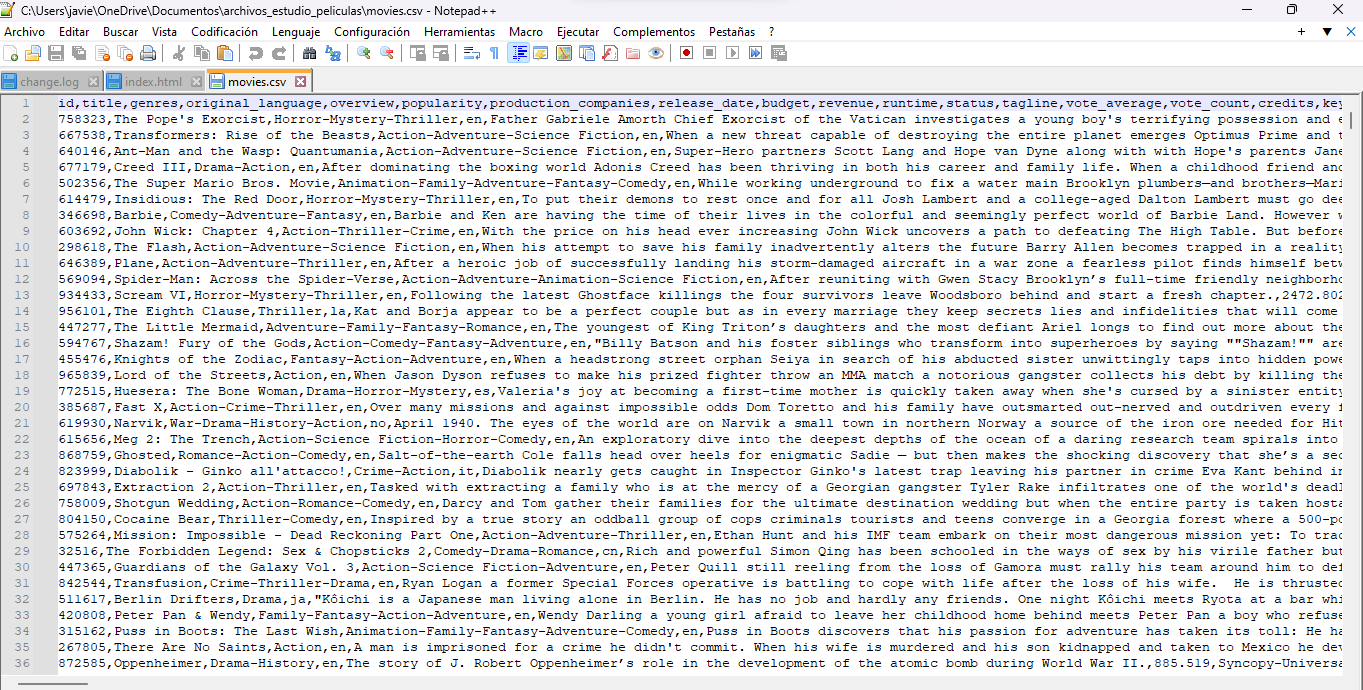 C:\Users\javie\OneDrive\Documentos\archivos_estudio_peliculas\movies.csv - Notepad++
Archivo Editar Buscar Vista Codificación Lenguaje Configuración Herramientas Macro Ejecutar Complementos Pestañas ? + ▼ ✕
change.log index.html movies.csv
1 id,title,genres,original_language,overview,popularity,production_companies,release_date,budget,revenue,runtime,status,tagline,vote_average,vote_count,credits,key
2 758323,The Pope's Exorcist,Horror-Mystery-Thriller,en,Father Gabriele Amorth Chief Exorcist of the Vatican investigates a young boy's terrifying possession and e
3 667538,Transformers: Rise of the Beasts,Action-Adventure-Science Fiction,en,When a new threat capable of destroying the entire planet emerges Optimus Prime and t
4 640146,Ant-Man and the Wasp: Quantumania,Action-Adventure-Science Fiction,en,Super-Hero partners Scott Lang and Hope van Dyne along with with Hope's parents Jane
5 677179,Creed III,Drama-Action,en,After dominating the boxing world Adonis Creed has been thriving in both his career and family life. When a childhood friend and
6 502356,The Super Mario Bros. Movie,Animation-Family-Adventure-Fantasy-Comedy,en,While working underground to fix a water main Brooklyn plumbers—and brothers—Mari
7 614479,Insidious: The Red Door,Horror-Mystery-Thriller,en,To put their demons to rest once and for all Josh Lambert and a college-aged Dalton Lambert must go dee
8 346698,Barbie,Comedy-Adventure-Fantasy,en,Barbie and Ken are having the time of their lives in the colorful and seemingly perfect world of Barbie Land. However w
9 603692,John Wick: Chapter 4,Action-Thriller-Crime,en,With the price on his head ever increasing John Wick uncovers a path to defeating The High Table. But before
10 298618,The Flash,Action-Adventure-Science Fiction,en,When his attempt to save his family inadvertently alters the future Barry Allen becomes trapped in a reality
11 646389,Plane,Action-Adventure-Thriller,en,After a heroic job of successfully landing his storm-damaged aircraft in a war zone a fearless pilot finds himself betw
12 569094,Spider-Man: Across the Spider-Verse,Action-Adventure-Animation-Science Fiction,en,After reuniting with Gwen Stacy Brooklyn's full-time friendly neighborho
13 934433,Scream VI,Horror-Mystery-Thriller,en,Following the latest Ghostface killings the four survivors leave Woodsboro behind and start a fresh chapter.,2472.802
14 956101,The Eighth Clause,Thriller,la,Kat and Borja appear to be a perfect couple but as in every marriage they keep secrets lies and infidelities that will come
15 447277,The Little Mermaid,Adventure-Family-Fantasy-Romance,en,The youngest of King Triton's daughters and the most defiant Ariel longs to find out more about the
16 594767,Shazam! Fury of the Gods,Action-Comedy-Fantasy-Adventure,en,"Billy Batson and his foster siblings who transform into superheroes by saying ""Shazam!"" are
17 455476,Knights of the Zodiac,Fantasy-Action-Adventure,en,When a headstrong street orphan Seiya in search of his abducted sister unwittingly taps into hidden powe
18 965839,Lord of the Streets,Action,en,When Jason Dyson refuses to make his prized fighter throw an MMA match a notorious gangster collects his debt by killing the
19 772515,Huesera: The Bone Woman,Drama-Horror-Mystery,es,Valeria's joy at becoming a first-time mother is quickly taken away when she's cursed by a sinister entity
20 385687,Fast X,Action-Crime-Thriller,en,Over many missions and against impossible odds Dom Toretto and his family have outsmarted out-nerved and outdriven every f
21 619930,Narvik,War-Drama-History-Action,no,April 1940. The eyes of the world are on Narvik a small town in northern Norway a source of the iron ore needed for Hit
22 615656,Meg 2: The Trench,Action-Science Fiction-Horror-Comedy,en,An exploratory dive into the deepest depths of the ocean of a daring research team spirals into
23 868759,Ghosted,Romance-Action-Comedy,en,Salt-of-the-earth Cole falls head over heels for enigmatic Sadie — but then makes the shocking discovery that she's a sec
24 823999,Diabolik - Ginko all'attacco!,Crime-Action,it,Diabolik nearly gets caught in Inspector Ginko's latest trap leaving his partner in crime Eva Kant behind in
25 697843,Extraction 2,Action-Thriller,en,Tasked with extracting a family who is at the mercy of a Georgian gangster Tyler Rake infiltrates one of the world's deadl
26 758009,Shotgun Wedding,Action-Romance-Comedy,en,Darcy and Tom gather their families for the ultimate destination wedding but when the entire party is taken hosta
27 804150,Cocaine Bear,Thriller-Comedy,en,Inspired by a true story an oddball group of cops criminals tourists and teens converge in a Georgia forest where a 500-po
28 575264,Mission: Impossible - Dead Reckoning Part One,Action-Adventure-Thriller,en,Ethan Hunt and his IMF team embark on their most dangerous mission yet: To trac
29 32516,The Forbidden Legend: Sex & Chopsticks 2,Comedy-Drama-Romance,cn,Rich and powerful Simon Qing has been schooled in the ways of sex by his virile father but
30 447365,Guardians of the Galaxy Vol. 3,Action-Science Fiction-Adventure,en,Peter Quill still reeling from the loss of Gamora must rally his team around him to def
31 842544,Transfusion,Crime-Thriller-Drama,en,Ryan Logan a former Special Forces operative is battling to cope with life after the loss of his wife.  He is thrusted
32 511617,Berlin Drifters,Drama,ja,"Kôichi is a Japanese man living alone in Berlin. He has no job and hardly any friends. One night Kôichi meets Ryota at a bar whi
33 420808,Peter Pan & Wendy,Family-Fantasy-Action-Adventure,en,Wendy Darling a young girl afraid to leave her childhood home behind meets Peter Pan a boy who refuse
34 315162,Puss in Boots: The Last Wish,Animation-Family-Fantasy-Adventure-Comedy,en,Puss in Boots discovers that his passion for adventure has taken its toll: He ha
35 267805,There Are No Saints,Action,en,A man is imprisoned for a crime he didn't commit. When his wife is murdered and his son kidnapped and taken to Mexico he dev
36 872585,Oppenheimer,Drama-History,en,The story of J. Robert Oppenheimer's role in the development of the atomic bomb during World War II.,885.519,Syncopy-Universa